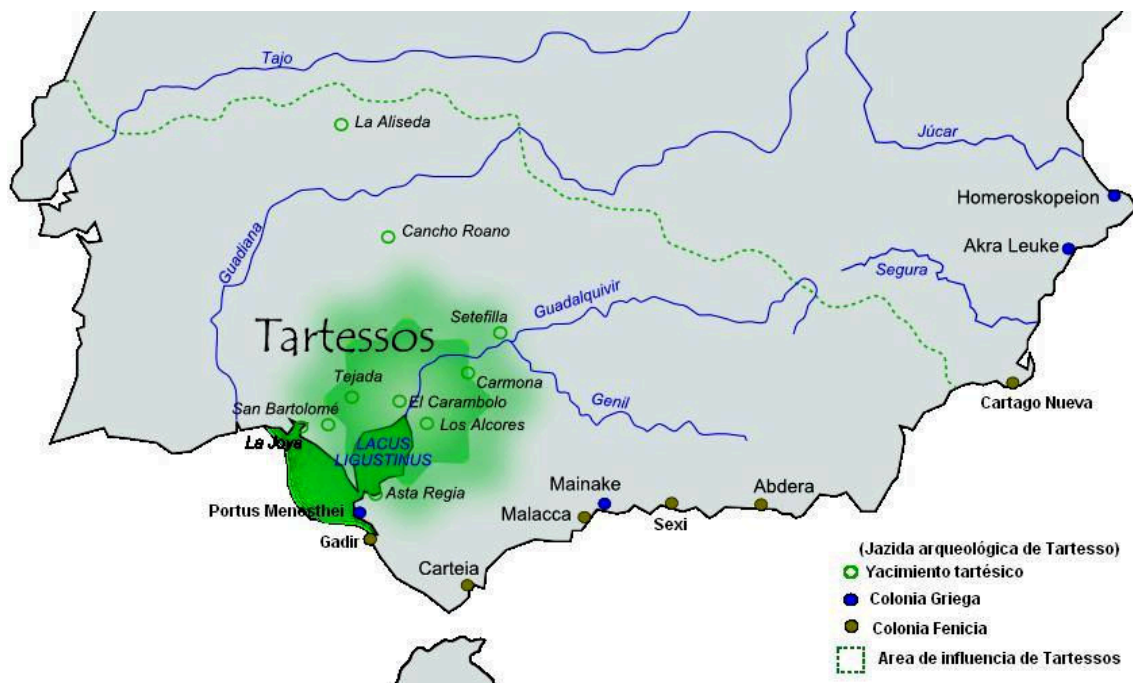 Tajo
La Aliseda
Júcar
Homeroskopeion
Cancho Roano
Guadiana
Akra Leuke
Segura
Guadalquivir
Setefilla
Tartessos
Tejada
Carmona
Cartago Nueva
El Carambolo
San Bartolomé
Genil
Los Alcores
La Joya
LACUS
LIGUSTINUS
Asta Regia
Mainake
Abdera
Portus Menesthei
Malacca
Sexi
Gadir
Carteia
(Jazida arqueológica de Tartesso)
Yacimiento tartésico
Colonia Griega
Colonia Fenicia
Area de influencia de Tartessos